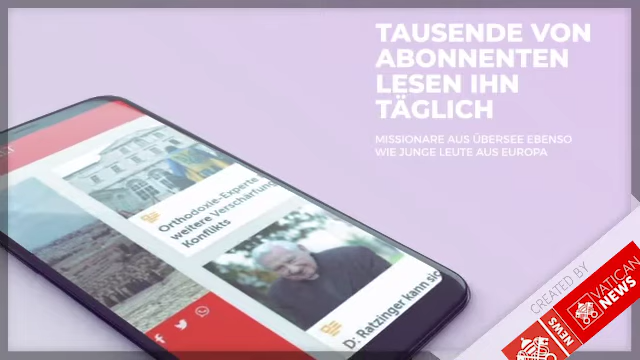 TAUSENDE VON
ABONNENTEN
LESEN IHN
TÄGLICH
MISSIONARE AUS ÜBERSEE EBENSO
WIE JUNGE LEUTE AUS EUROPA
Orthodoxie-Experte
weitere Verschärfung
Konflikts
D: Ratzinger kann sic
CREATED BY
VATICAN
NEWS
NEWS